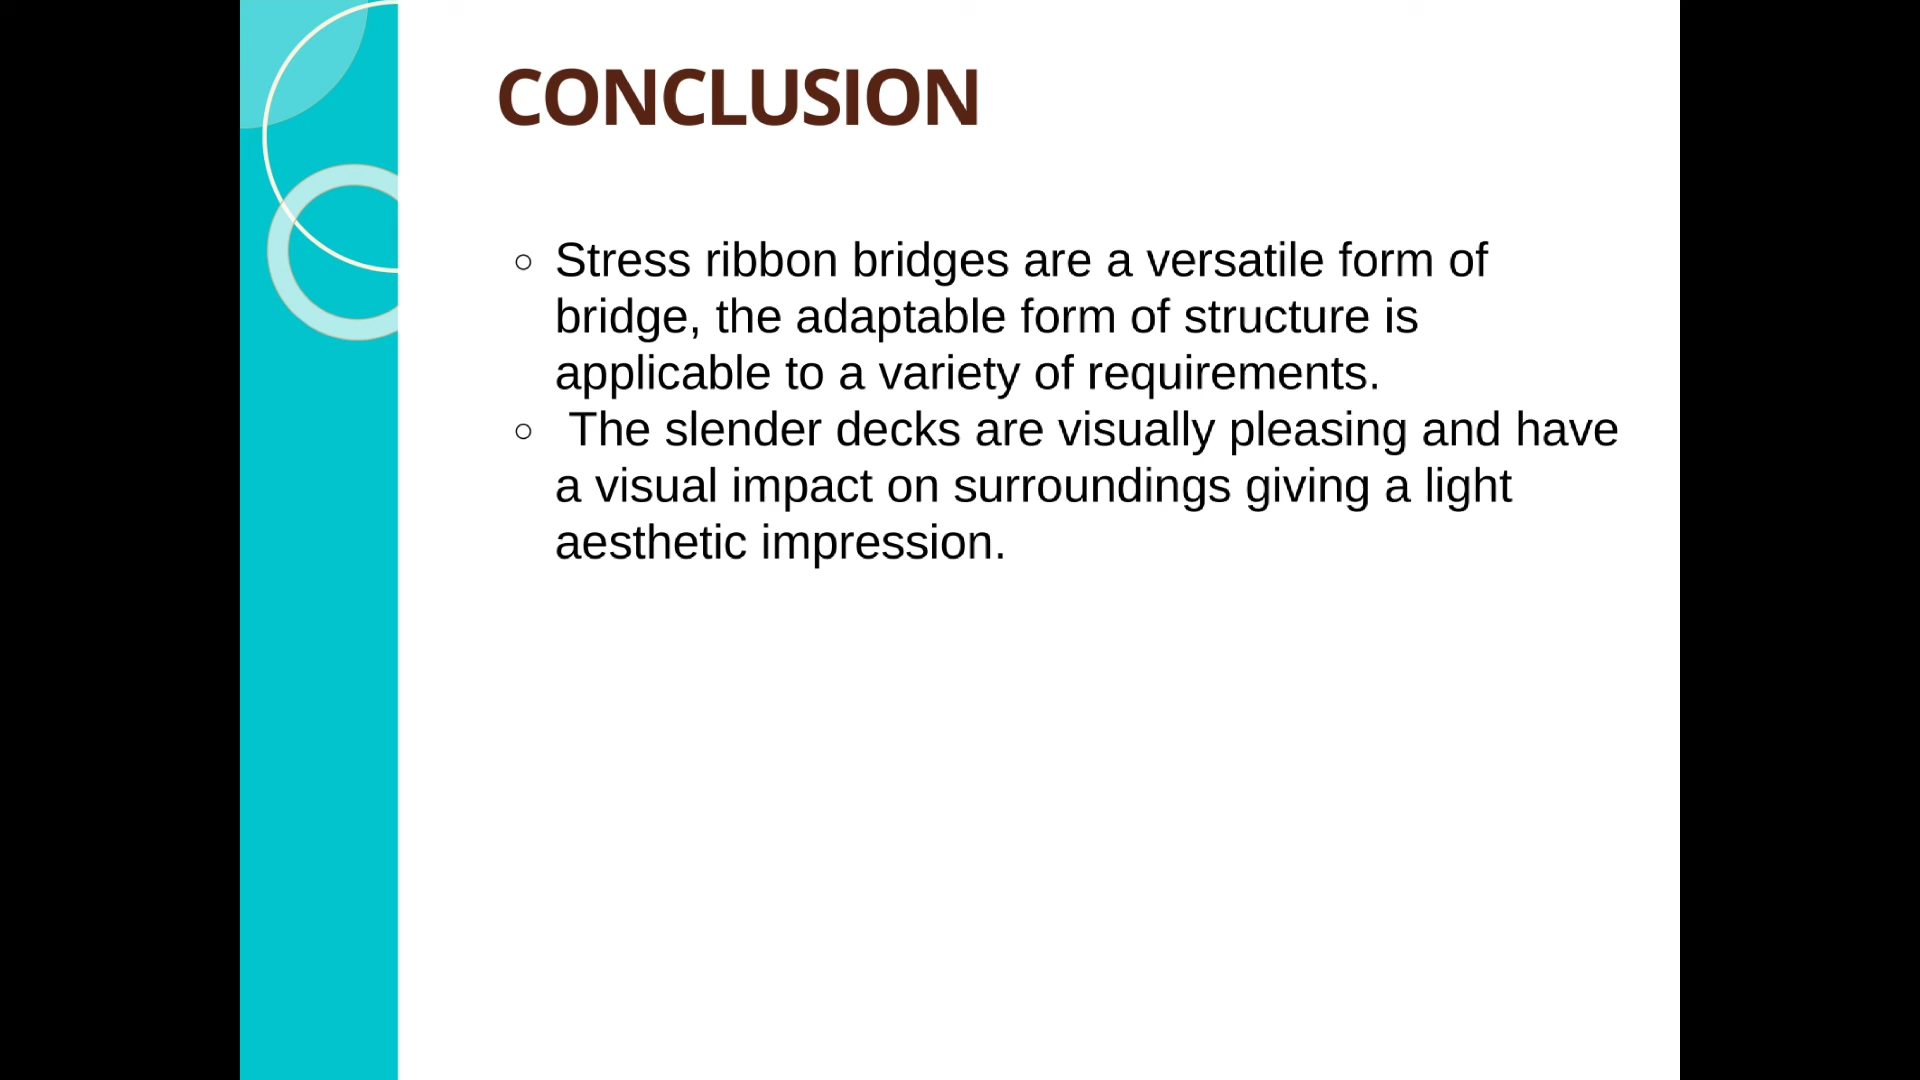 CONCLUSION
Stress ribbon bridges are a versatile form of
bridge, the adaptable form of structure is
applicable to a variety of requirements.
The slender decks are visually pleasing and have
a visual impact on surroundings giving a light
aesthetic impression.